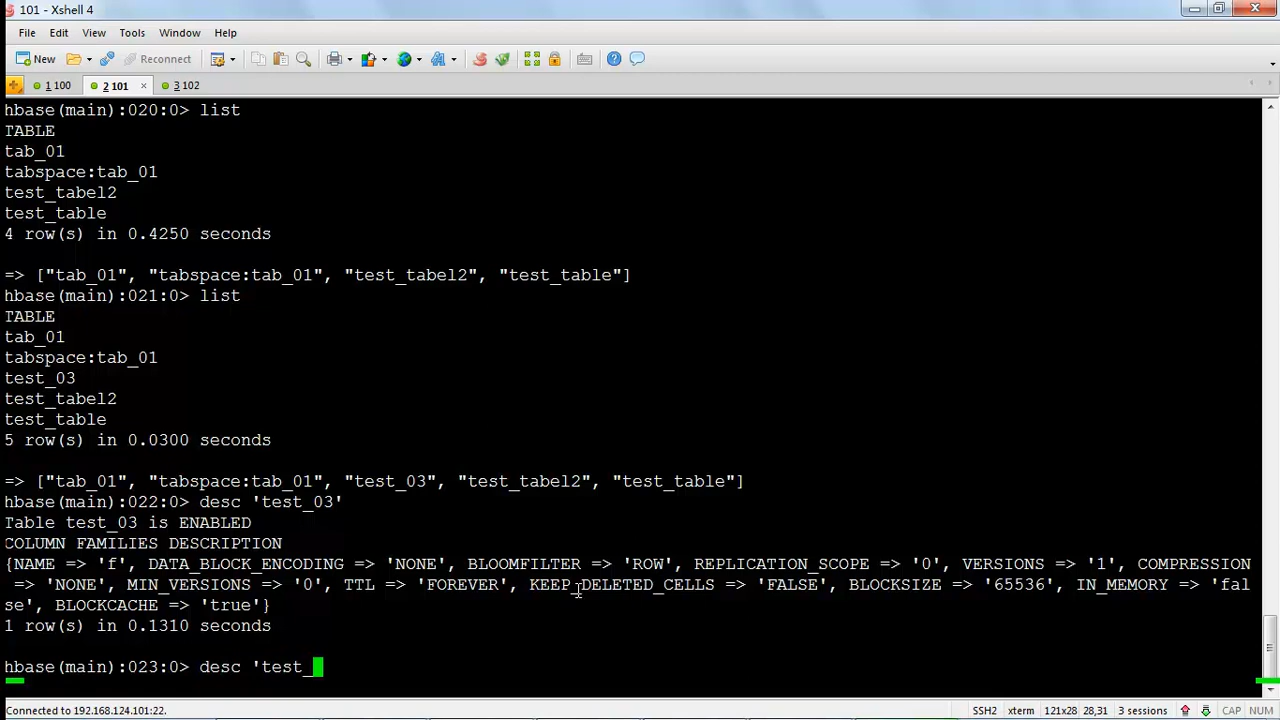 101 - Xshell 4
File Edit View Tools Window Help
New Reconnect
1 100 2 101 × 3 102
hbase(main):020:0> list
TABLE
tab_01
tabspace:tab_01
test_tabel2
test_table
4 row(s) in 0.4250 seconds
=> ["tab_01", "tabspace:tab_01", "test_tabel2", "test_table"]
hbase(main):021:0> list
TABLE
tab_01
tabspace:tab_01
test_03
test_tabel2
test_table
5 row(s) in 0.0300 seconds
=> ["tab_01", "tabspace:tab_01", "test_03", "test_tabel2", "test_table"]
hbase(main):022:0> desc 'test_03'
Table test_03 is ENABLED
COLUMN FAMILIES DESCRIPTION
{NAME => 'f', DATA_BLOCK_ENCODING => 'NONE', BLOOMFILTER => 'ROW', REPLICATION_SCOPE => '0', VERSIONS => '1', COMPRESSION
=> 'NONE', MIN_VERSIONS => '0', TTL => 'FOREVER', KEEP_DELETED_CELLS => 'FALSE', BLOCKSIZE => '65536', IN_MEMORY => 'fal
se', BLOCKCACHE => 'true'}
1 row(s) in 0.1310 seconds
hbase(main):023:0> desc 'test_
Connected to 192.168.124.101:22. SSH2 xterm 121x28 28,31 3 sessions CAP NUM